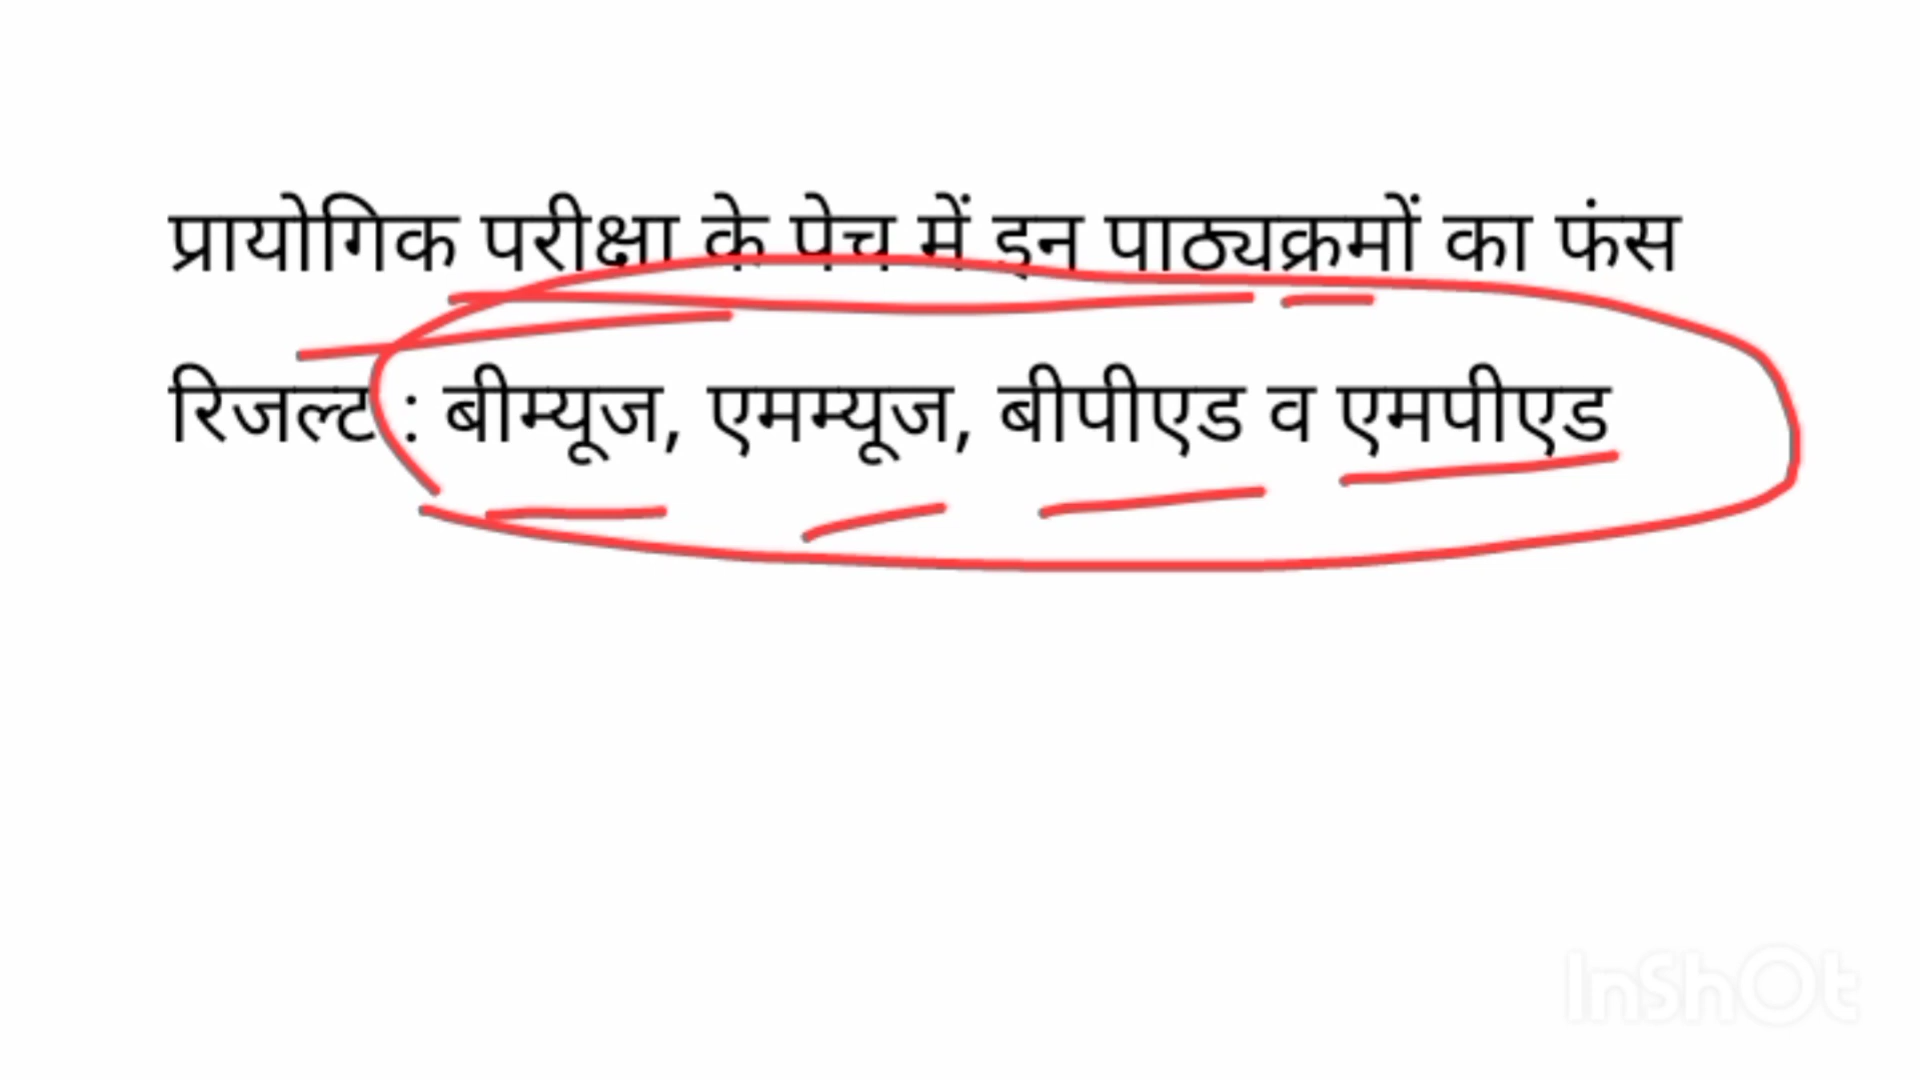 प्रायोगिक परीक्षा के पेच में इन पाठ्यक्रमों का फंस
रिजल्ट : बीम्यूज, एमम्यूज, बीपीएड व एमपीएड
InShOt